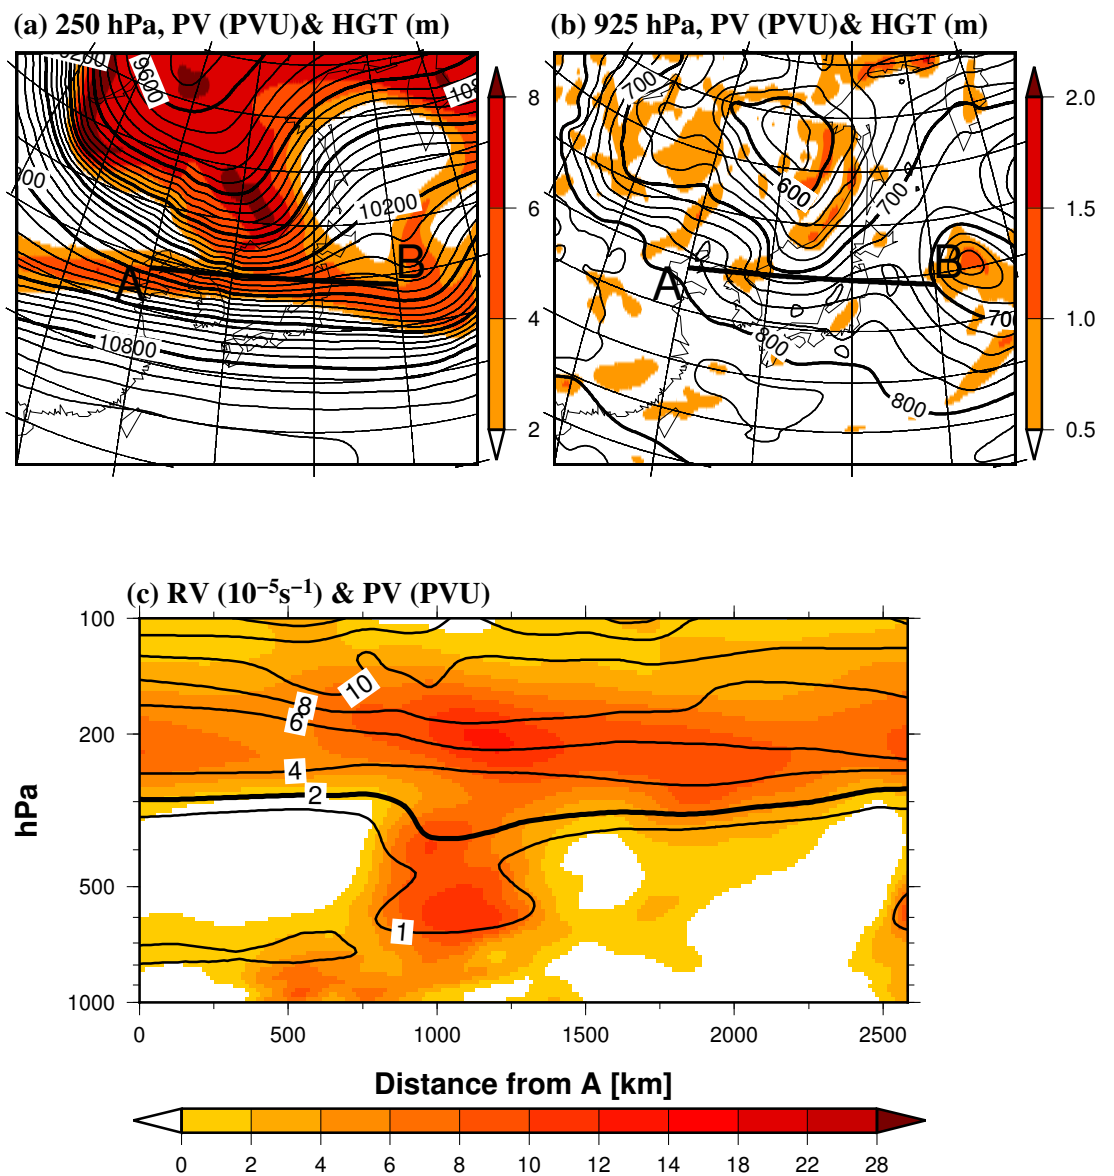 (a) 250 hPa, PV (PVU)& HGT (m)
(b) 925 hPa, PV (PVU) & HGT (m)
9600
10200
10800
A
B
8
6
4
2
700
600
700
800
800
A
B
2.0
1.5
1.0
0.5
(c) RV (10⁻⁵s⁻¹) & PV (PVU)
100
200
500
1000
hPa
10
8
6
4
2
1
0 500 1000 1500 2000 2500
Distance from A [km]
0 2 4 6 8 10 12 14 18 22 28